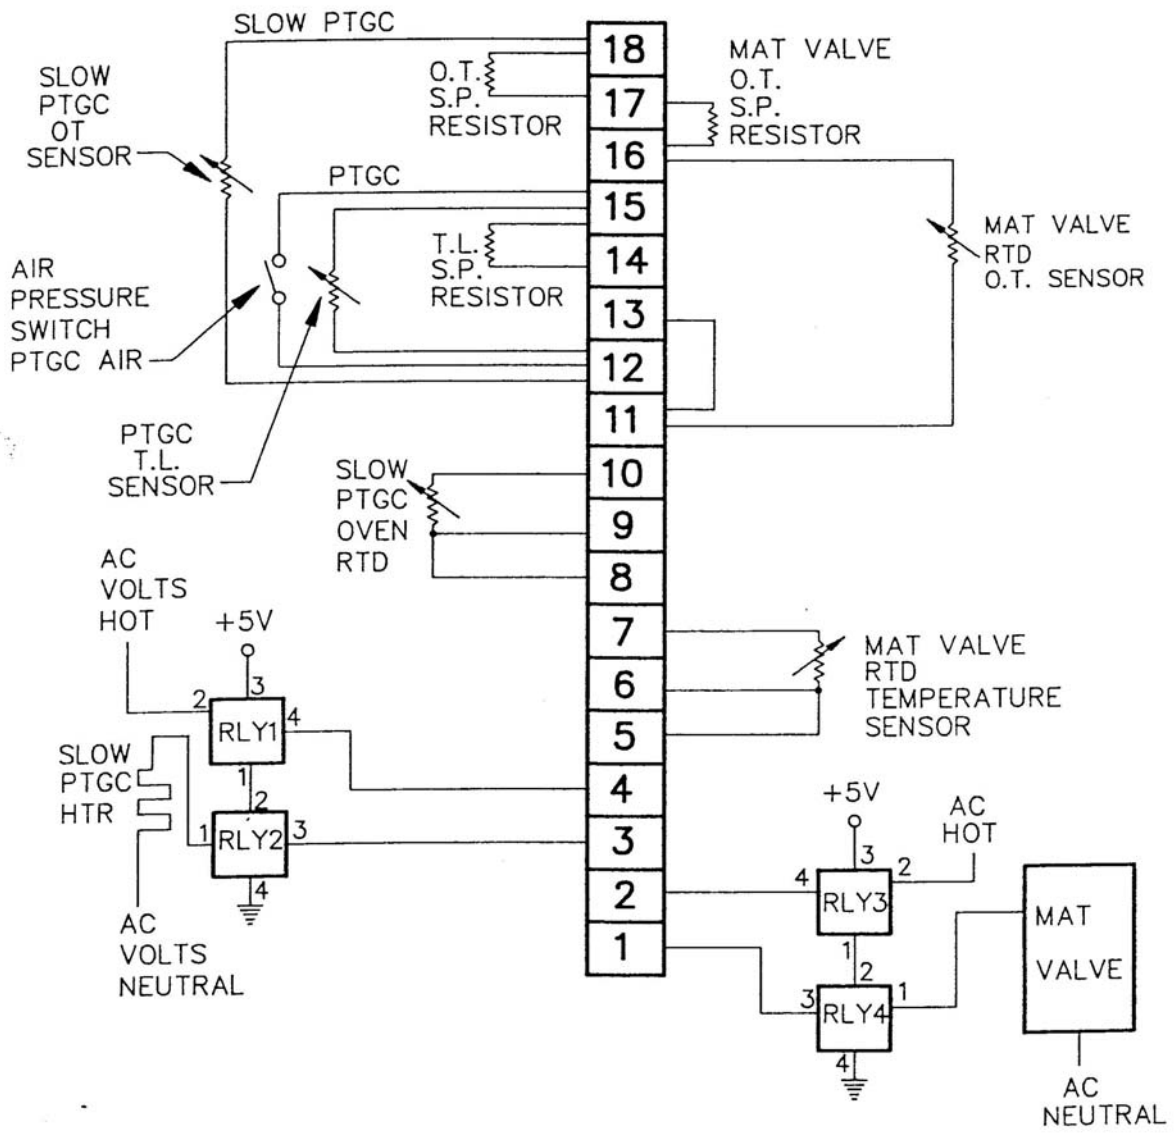 SLOW PTGC
SLOW
PTGC
OT
SENSOR
O.T.
S.P.
RESISTOR
MAT VALVE
O.T.
S.P.
RESISTOR
PTGC
AIR
PRESSURE
SWITCH
PTGC AIR
T.L.
S.P.
RESISTOR
MAT VALVE
RTD
O.T. SENSOR
PTGC
T.L.
SENSOR
SLOW
PTGC
OVEN
RTD
18
17
16
15
14
13
12
11
10
9
8
7
6
5
4
3
2
1
MAT VALVE
RTD
TEMPERATURE
SENSOR
AC
VOLTS
HOT
+5V
3
2
RLY1
4
1
SLOW
PTGC
HTR
2
1
RLY2
3
4
AC
VOLTS
NEUTRAL
+5V
AC
HOT
3
2
4
RLY3
1
2
3
RLY4
1
4
MAT
VALVE
AC
NEUTRAL